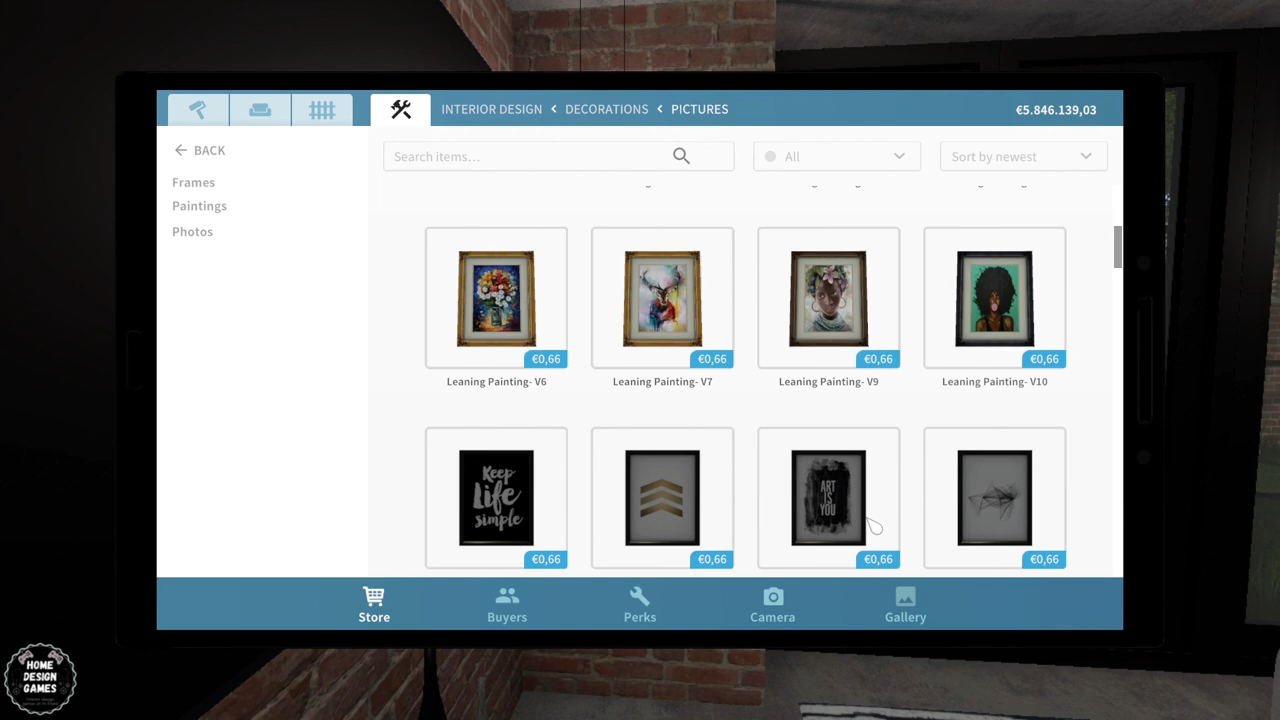 INTERIOR DESIGN < DECORATIONS < PICTURES
€5.846.139,03
BACK
Search items...
All
Sort by newest
Frames
Paintings
Photos
€0,66
€0,66
€0,66
€0,66
Leaning Painting- V6
Leaning Painting- V7
Leaning Painting- V9
Leaning Painting- V10
Keep
Life
simple
ART
IS
YOU
€0,66
€0,66
€0,66
€0,66
Store
Buyers
Perks
Camera
Gallery
HOME
DESIGN
GAMES